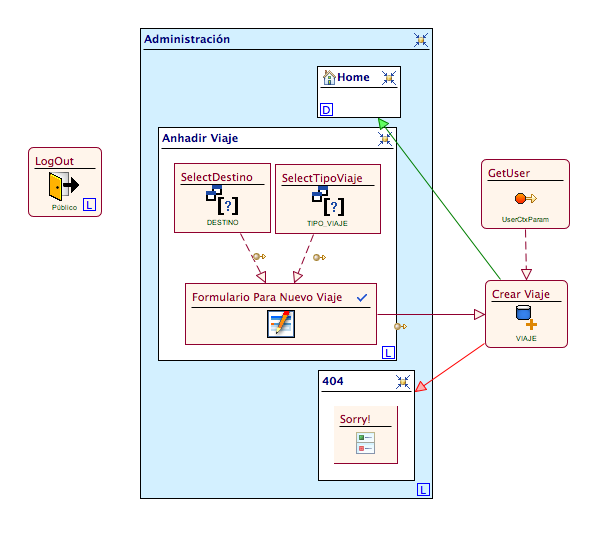 Administración
Home
D
Anhadir Viaje
SelectDestino
DESTINO
SelectTipoViaje
TIPO_VIAJE
Formulario Para Nuevo Viaje
L
404
Sorry!
L
LogOut
Público
L
GetUser
UserCtxParam
Crear Viaje
VIAJE